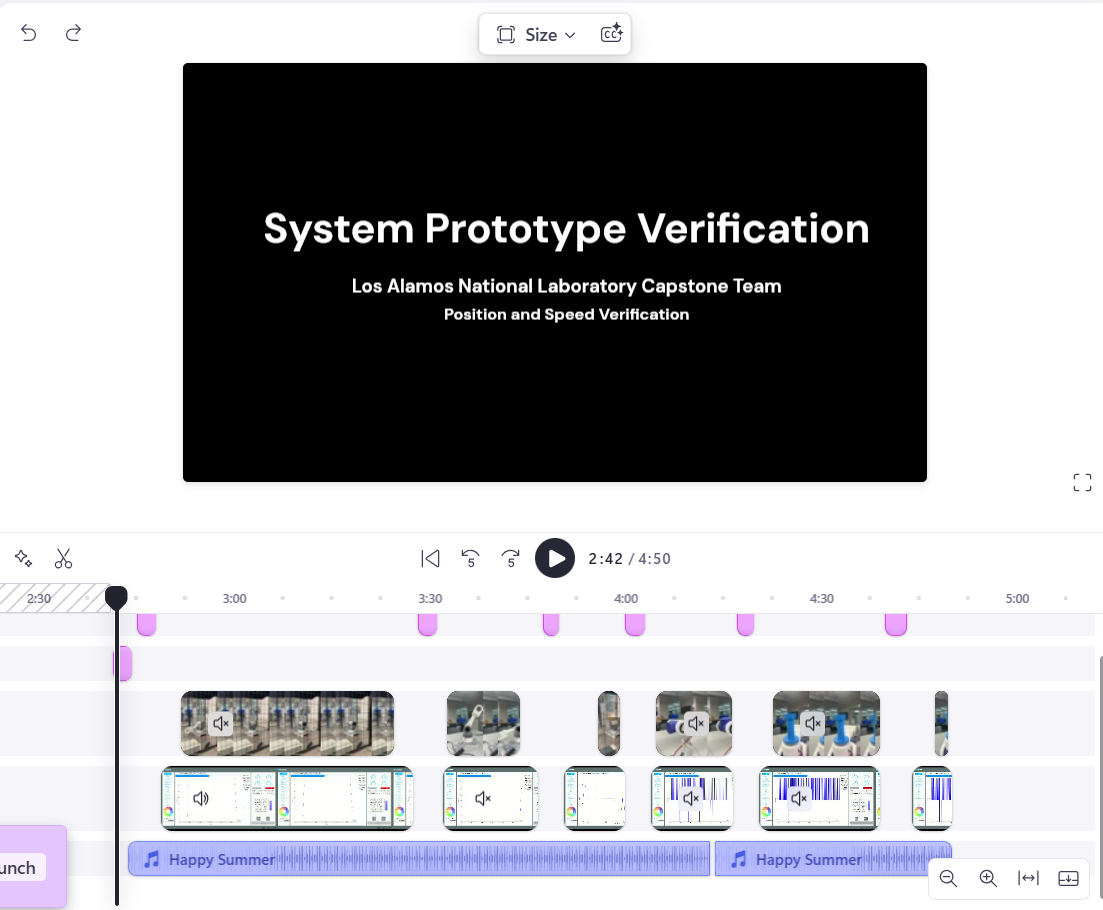 Size
CC
System Prototype Verification
Los Alamos National Laboratory Capstone Team
Position and Speed Verification
5
5
2:42 / 4:50
2:30
3:00
3:30
4:00
4:30
5:00
Happy Summer
Happy Summer
unch